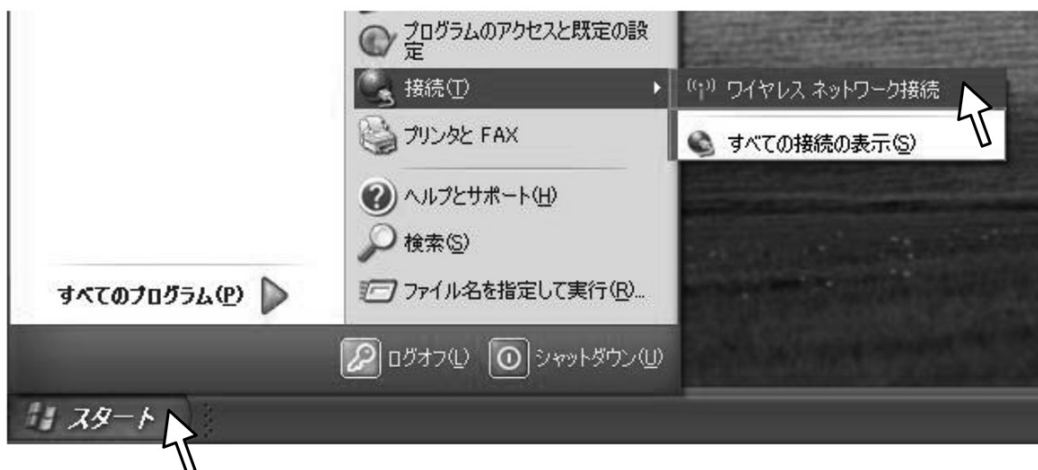 プログラムのアクセスと既定の設
定
接続(T)
ワイヤレス ネットワーク接続
プリンタと FAX
すべての接続の表示(S)
ヘルプとサポート(H)
検索(S)
すべてのプログラム(P)
ファイル名を指定して実行(R)...
ログオフ(L)
シャットダウン(U)
スタート